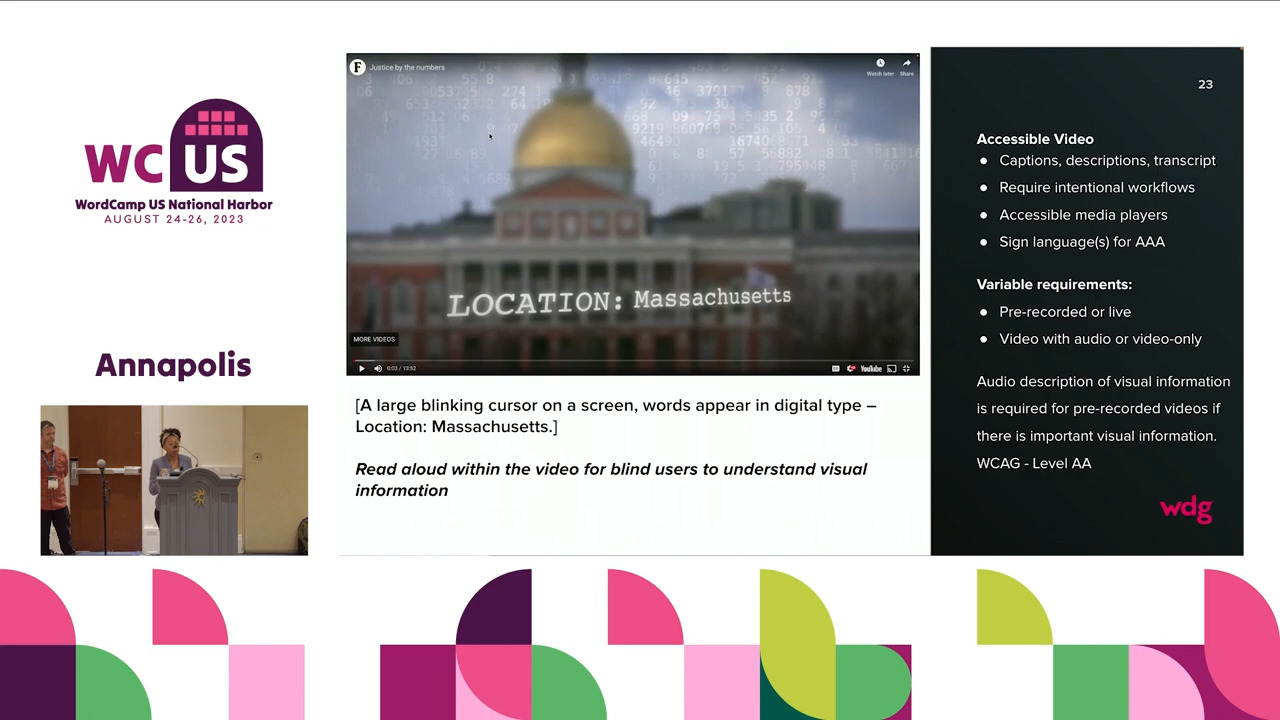 WC US
WordCamp US National Harbor
AUGUST 24-26, 2023
Annapolis
F
Justice by the numbers
Watch later
Share
LOCATION: Massachusetts
MORE VIDEOS
0:03 / 13:52
YouTube
[A large blinking cursor on a screen, words appear in digital type –
Location: Massachusetts.]
Read aloud within the video for blind users to understand visual
information
23
Accessible Video
● Captions, descriptions, transcript
● Require intentional workflows
● Accessible media players
● Sign language(s) for AAA
Variable requirements:
● Pre-recorded or live
● Video with audio or video-only
Audio description of visual information
is required for pre-recorded videos if
there is important visual information.
WCAG - Level AA
wdg